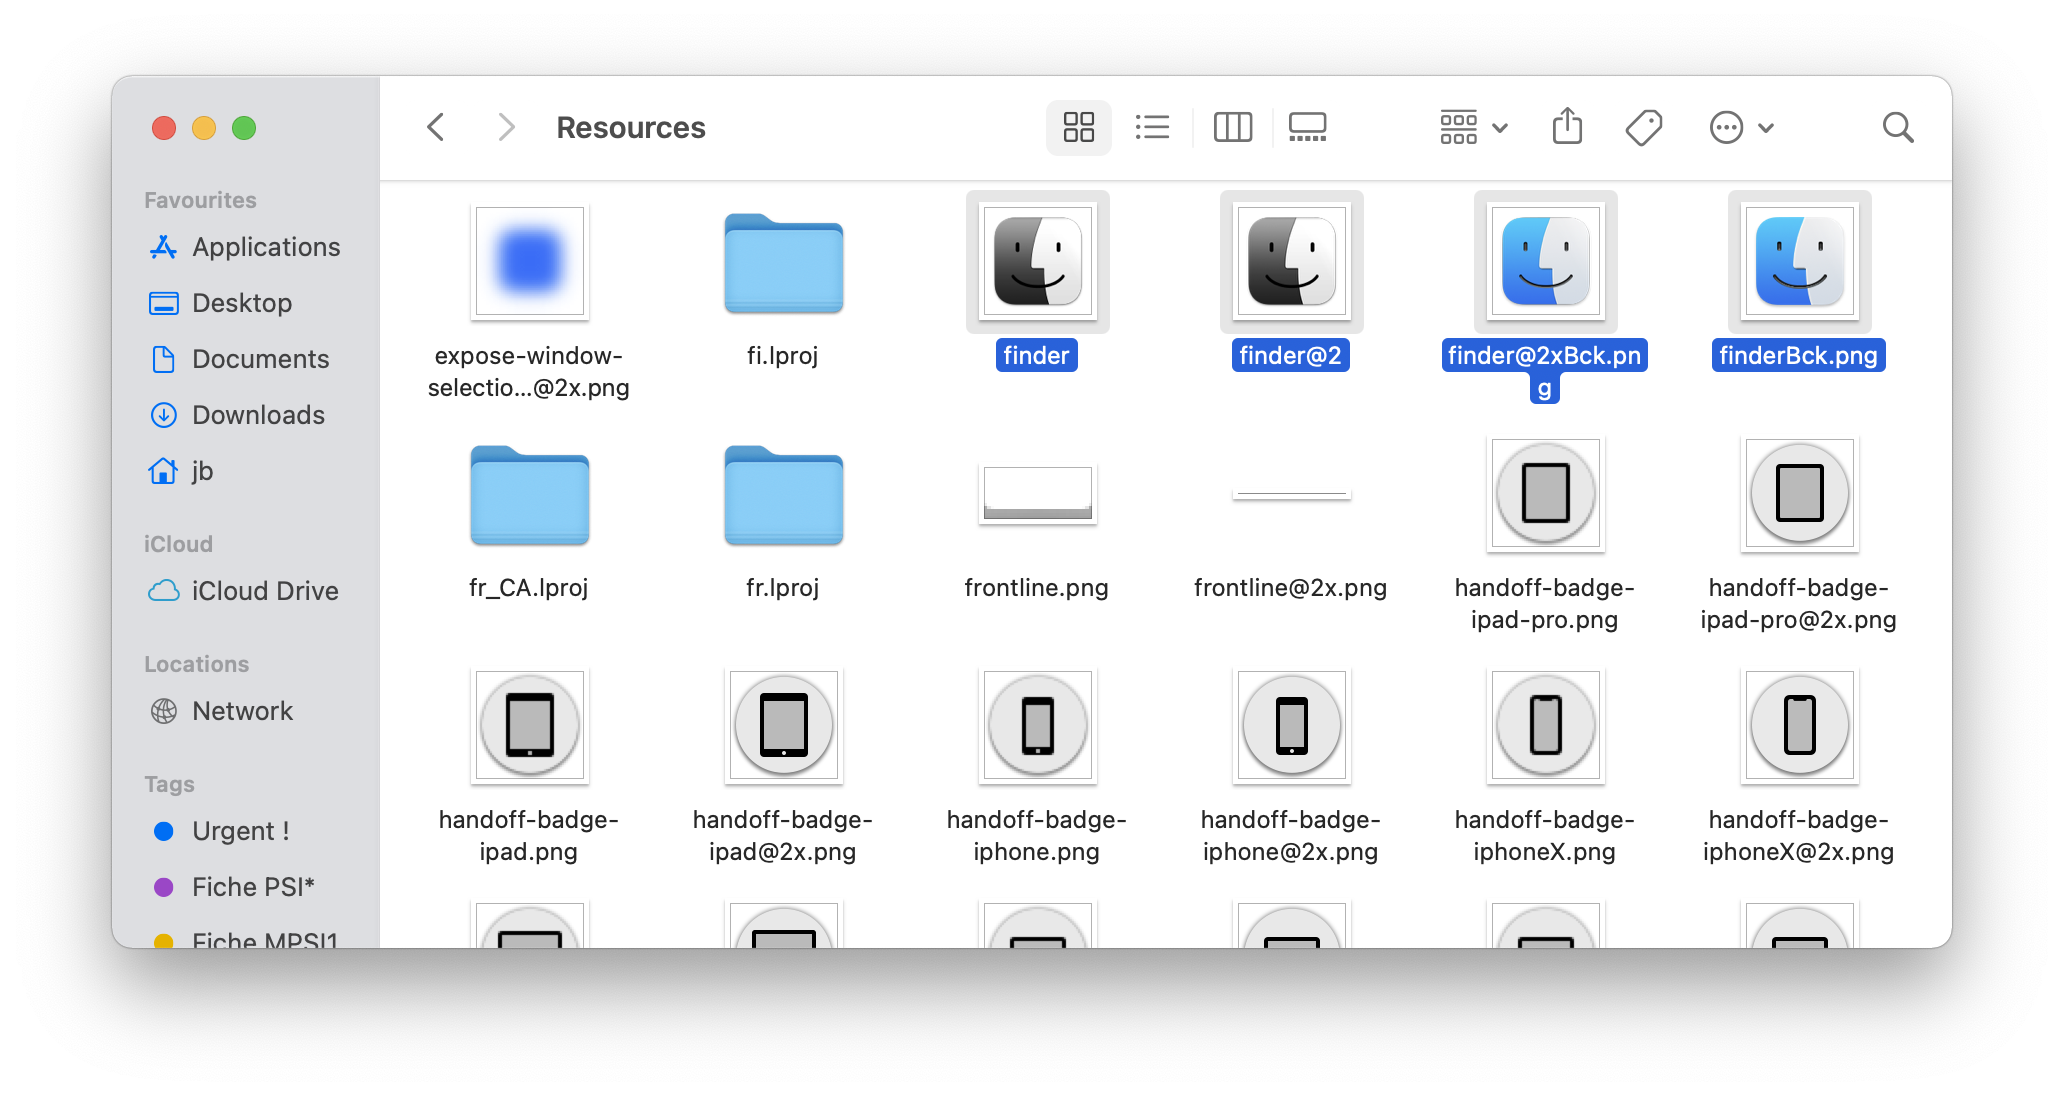 Resources
Favourites
Applications
Desktop
Documents
Downloads
jb
iCloud
iCloud Drive
Locations
Network
Tags
Urgent !
Fiche PSI*
Fiche MPSI1
expose-window-
selectio...@2x.png
fi.lproj
finder
finder@2
finder@2xBck.pn
g
finderBck.png
fr_CA.lproj
fr.lproj
frontline.png
frontline@2x.png
handoff-badge-
ipad-pro.png
handoff-badge-
ipad-pro@2x.png
handoff-badge-
ipad.png
handoff-badge-
ipad@2x.png
handoff-badge-
iphone.png
handoff-badge-
iphone@2x.png
handoff-badge-
iphoneX.png
handoff-badge-
iphoneX@2x.png